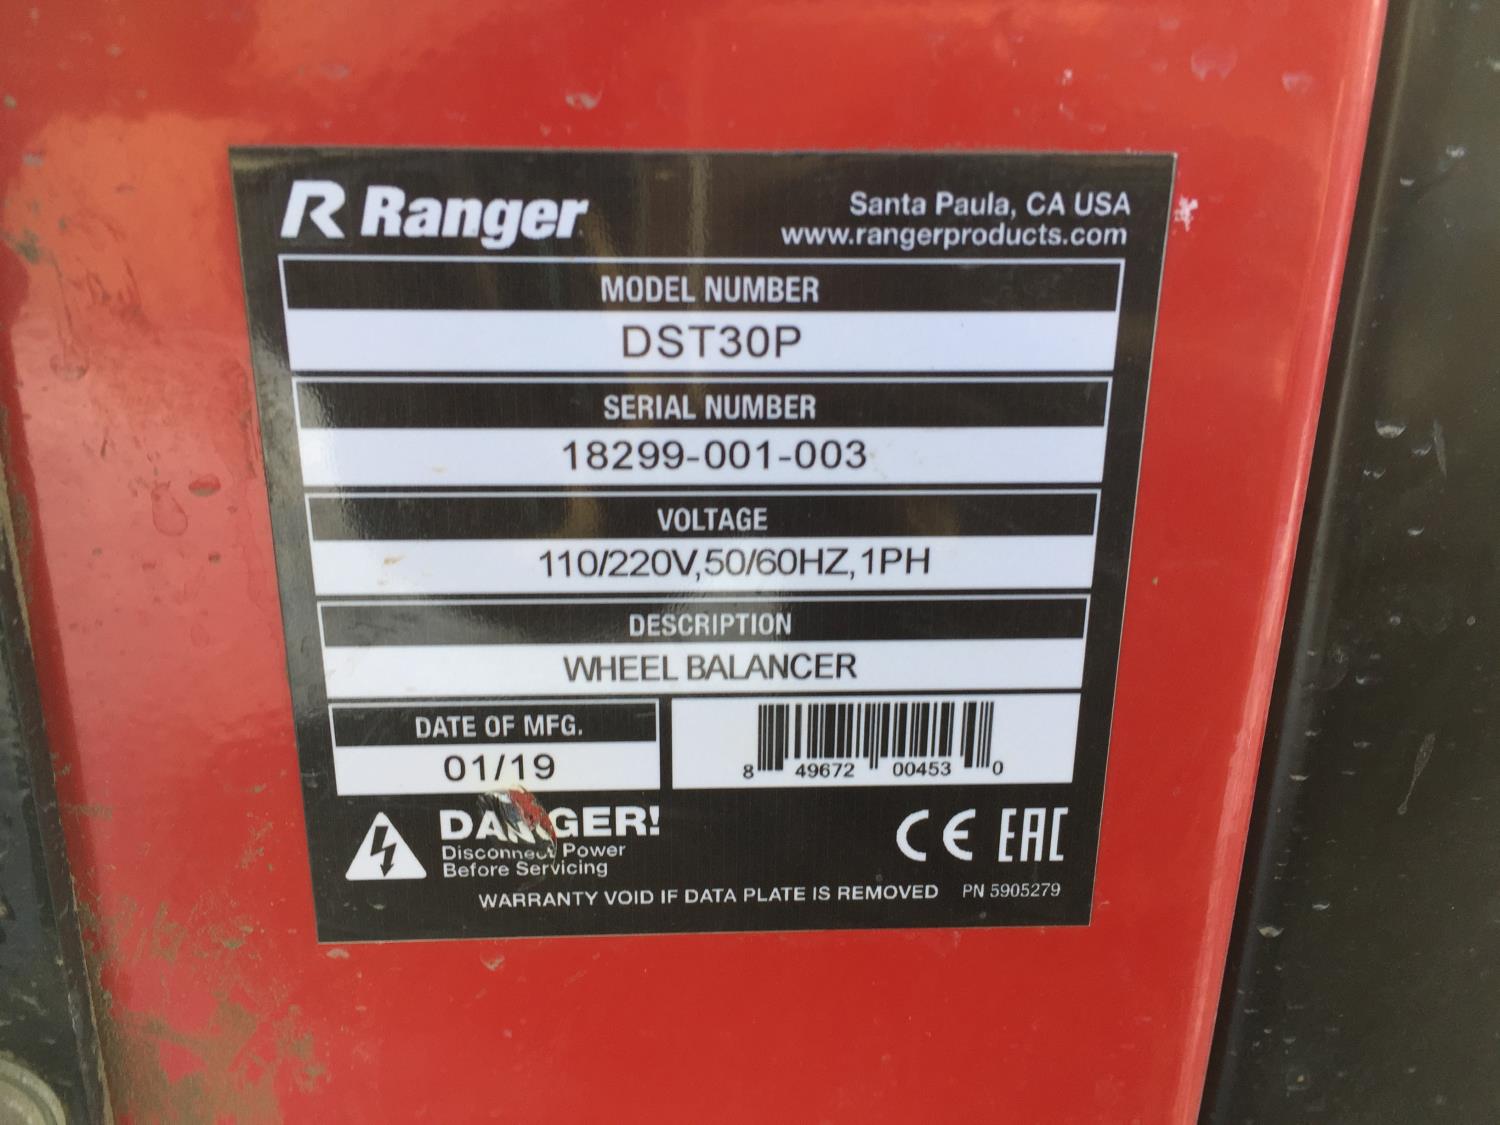 R Ranger
Santa Paula, CA USA
www.rangerproducts.com
MODEL NUMBER
DST30P
SERIAL NUMBER
18299-001-003
VOLTAGE
110/220V,50/60HZ,1PH
DESCRIPTION
WHEEL BALANCER
DATE OF MFG.
01/19
8 49672 00453 0
DANGER!
Disconnect Power
Before Servicing
CE EAC
WARRANTY VOID IF DATA PLATE IS REMOVED PN 5905279